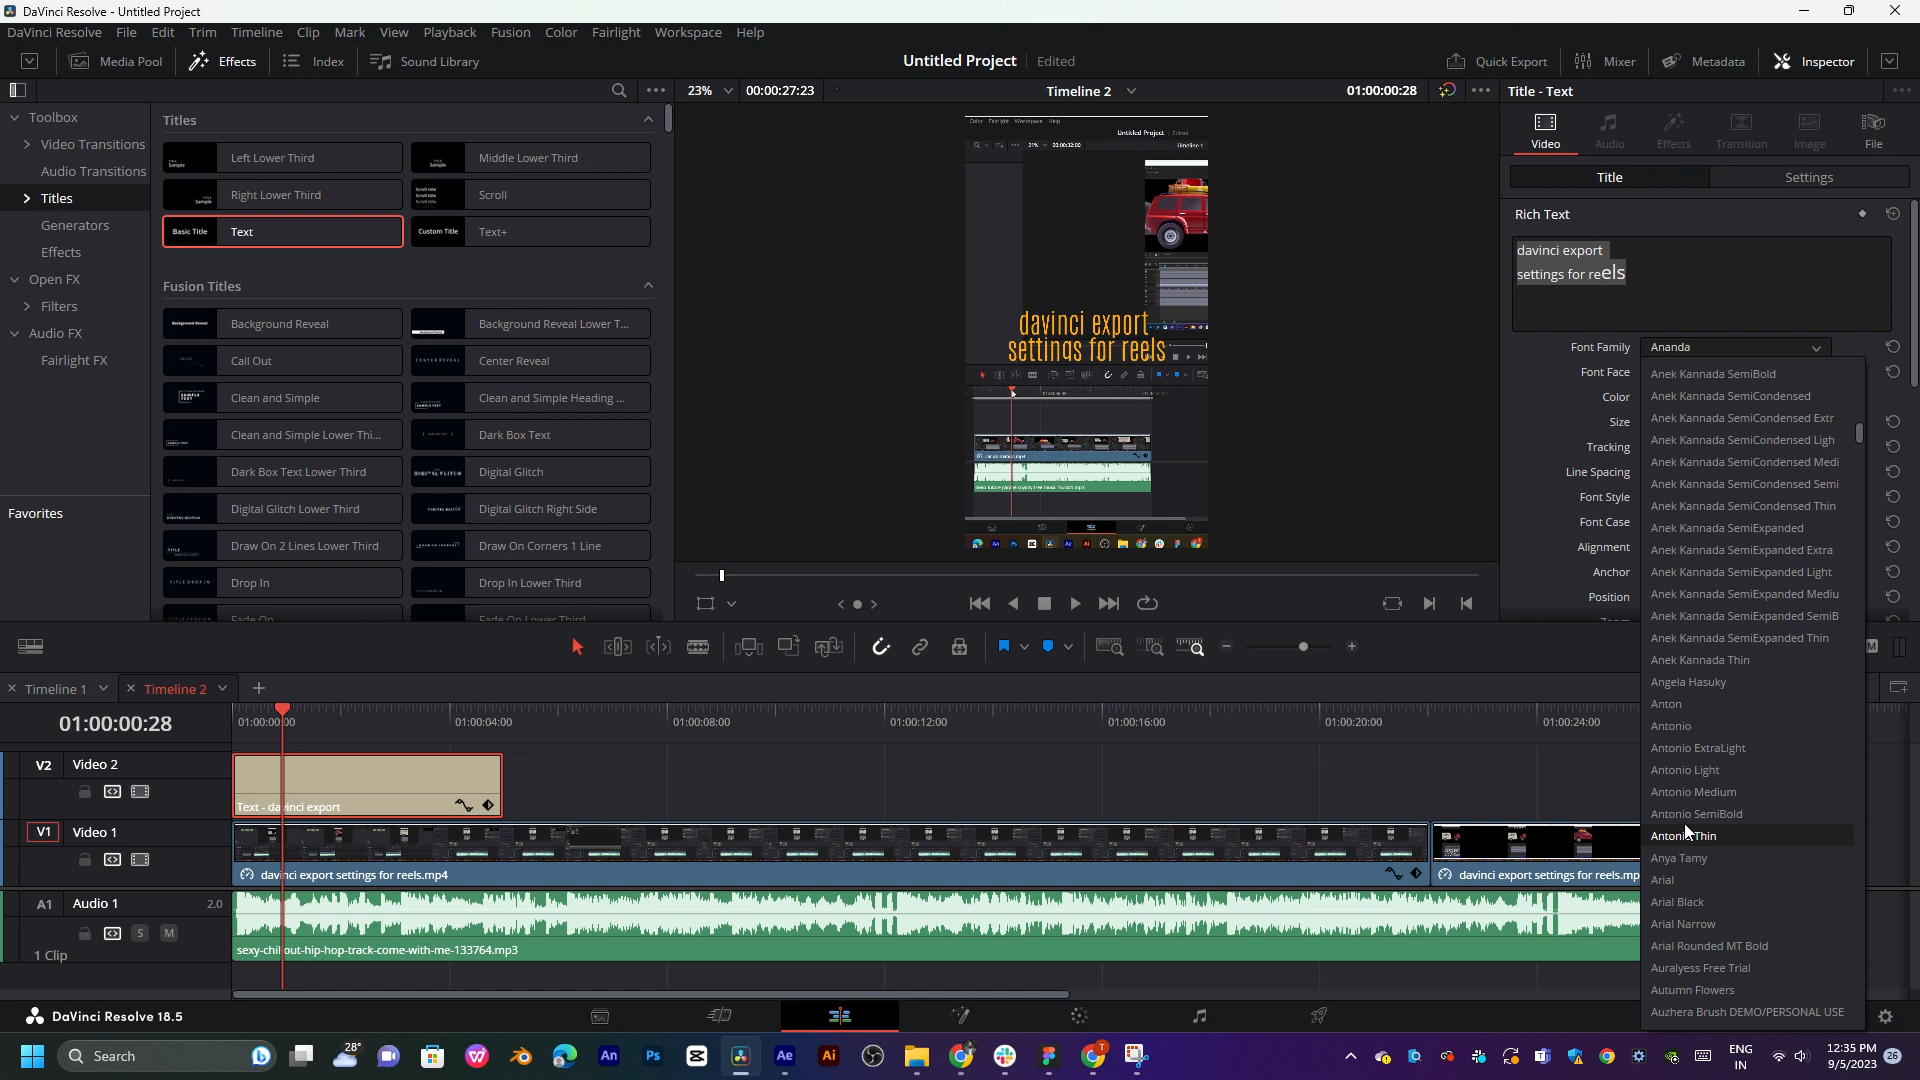 DaVinci Resolve - Untitled Project
DaVinci Resolve File Edit Trim Timeline Clip Mark View Playback Fusion Color Fairlight Workspace Help
Media Pool Effects Index Sound Library Untitled Project Edited Quick Export Mixer Metadata Inspector
23% 00:00:27:23 Timeline 2 01:00:00:28 Title - Text
Toolbox
Video Transitions
Audio Transitions
Titles
Generators
Effects
Open FX
Filters
Audio FX
Fairlight FX
Favorites
Titles
Left Lower Third Middle Lower Third
Right Lower Third Scroll
Basic Title Text Custom Title Text+
Fusion Titles
Background Reveal Background Reveal Lower T...
Call Out Center Reveal
Clean and Simple Clean and Simple Heading ...
Clean and Simple Lower Thi... Dark Box Text
Dark Box Text Lower Third Digital Glitch
Digital Glitch Lower Third Digital Glitch Right Side
Draw On 2 Lines Lower Third Draw On Corners 1 Line
Drop In Drop In Lower Third
Fade On Fade On Lower Third
Color Fairlight Workspace Help
Untitled Project Edited
Timeline 1
davinci export
settings for reels
Video Audio Effects Transition Image File
Title Settings
Rich Text
davinci export
settings for reels
Font Family Ananda
Font Face
Color
Size
Tracking
Line Spacing
Font Style
Font Case
Alignment
Anchor
Position
Anek Kannada SemiBold
Anek Kannada SemiCondensed
Anek Kannada SemiCondensed Extr
Anek Kannada SemiCondensed Ligh
Anek Kannada SemiCondensed Medi
Anek Kannada SemiCondensed Semi
Anek Kannada SemiCondensed Thin
Anek Kannada SemiExpanded
Anek Kannada SemiExpanded Extra
Anek Kannada SemiExpanded Light
Anek Kannada SemiExpanded Mediu
Anek Kannada SemiExpanded SemiB
Anek Kannada SemiExpanded Thin
Anek Kannada Thin
Angela Hasuky
Anton
Antonio
Antonio ExtraLight
Antonio Light
Antonio Medium
Antonio SemiBold
Antonio Thin
Anya Tamy
Arial
Arial Black
Arial Narrow
Arial Rounded MT Bold
Auralyess Free Trial
Autumn Flowers
Auzhera Brush DEMO/PERSONAL USE
Timeline 1 Timeline 2
01:00:00:28 01:00:00:00 01:00:04:00 01:00:08:00 01:00:12:00 01:00:16:00 01:00:20:00 01:00:24:00
V2 Video 2
Text - davinci export
V1 Video 1
davinci export settings for reels.mp4 davinci export settings for reels.mp
A1 Audio 1 2.0
S M
1 Clip
sexy-chillout-hip-hop-track-come-with-me-133764.mp3
DaVinci Resolve 18.5
Search 28° ENG IN 12:35 PM 9/5/2023 26